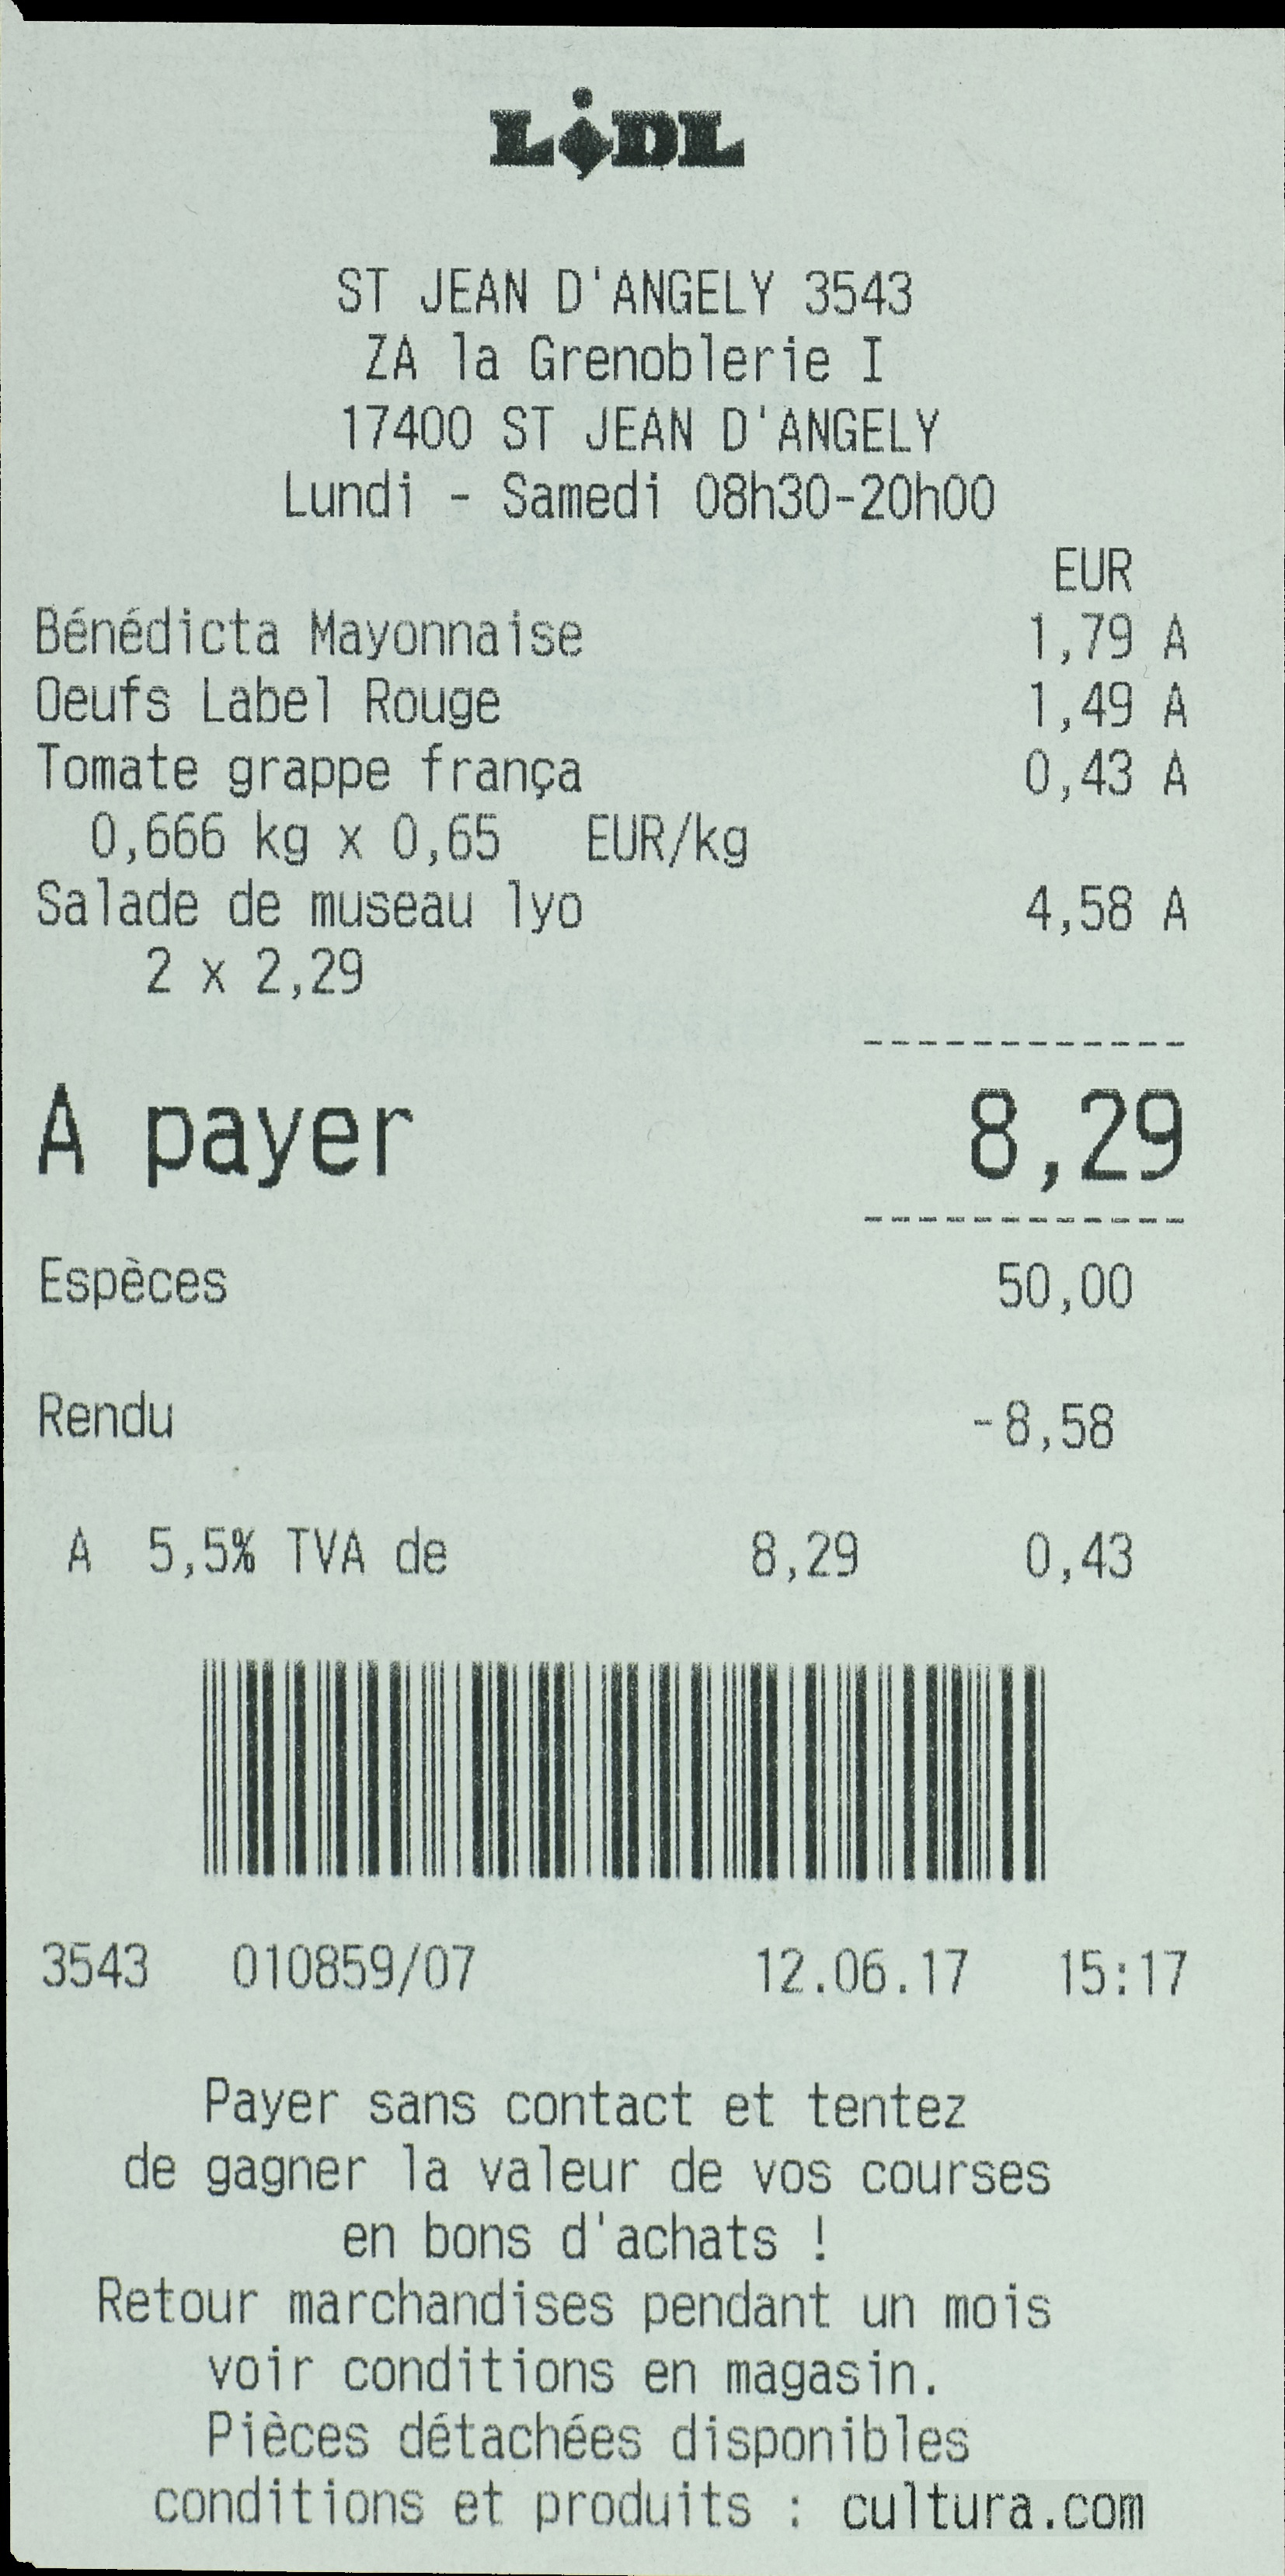 LIDL
ST JEAN D'ANGELY 3543
ZA la Grenoblerie I
17400 ST JEAN D'ANGELY
Lundi - Samedi 08h30-20h00
EUR
Bénédicta Mayonnaise 1,79 A
Oeufs Label Rouge 1,49 A
Tomate grappe frança 0,43 A
0,666 kg x 0,65 EUR/kg
Salade de museau lyo 4,58 A
2 x 2,29
------------
A payer 8,29
------------
Espèces 50,00
Rendu -8,58
A 5,5% TVA de 8,29 0,43
3543 010859/07 12.06.17 15:17
Payer sans contact et tentez
de gagner la valeur de vos courses
en bons d'achats !
Retour marchandises pendant un mois
voir conditions en magasin.
Pièces détachées disponibles
conditions et produits : cultura.com